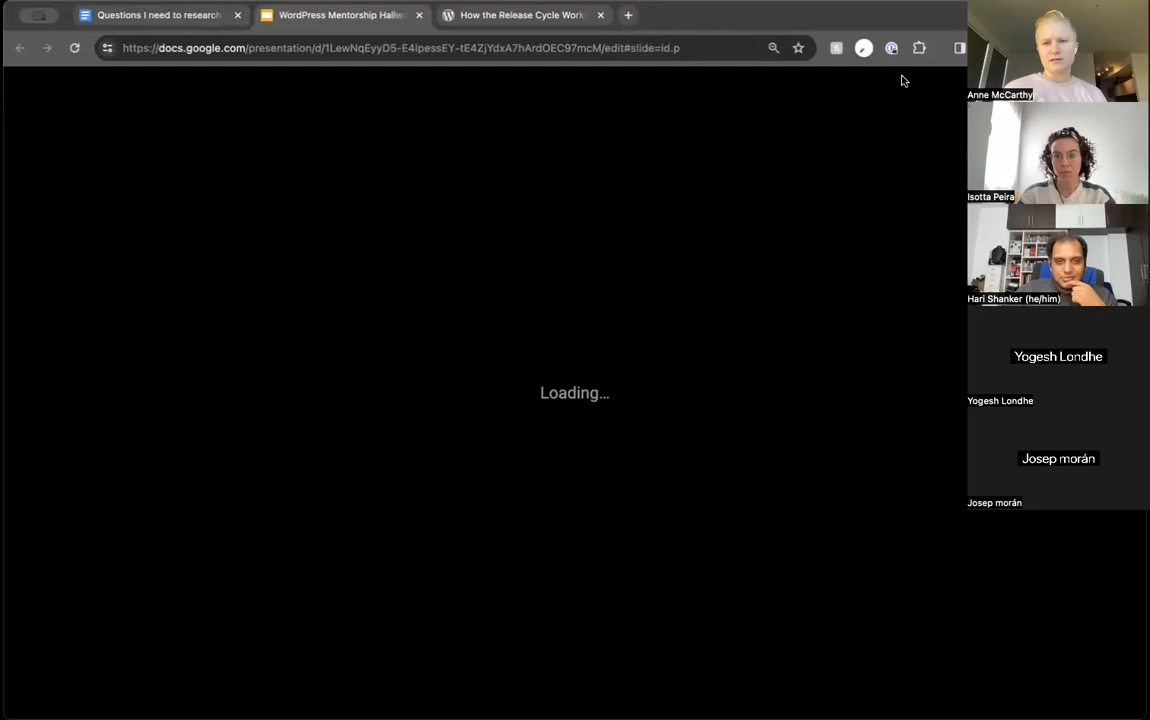 Questions I need to research
WordPress Mentorship Hallw
How the Release Cycle Work
https://docs.google.com/presentation/d/1LewNqEyyD5-E4lpessEY-tE4ZjYdxA7hArdOEC97mcM/edit#slide=id.p
Loading...
Anne McCarthy
Isotta Peira
Hari Shanker (he/him)
Yogesh Londhe
Yogesh Londhe
Josep morán
Josep morán